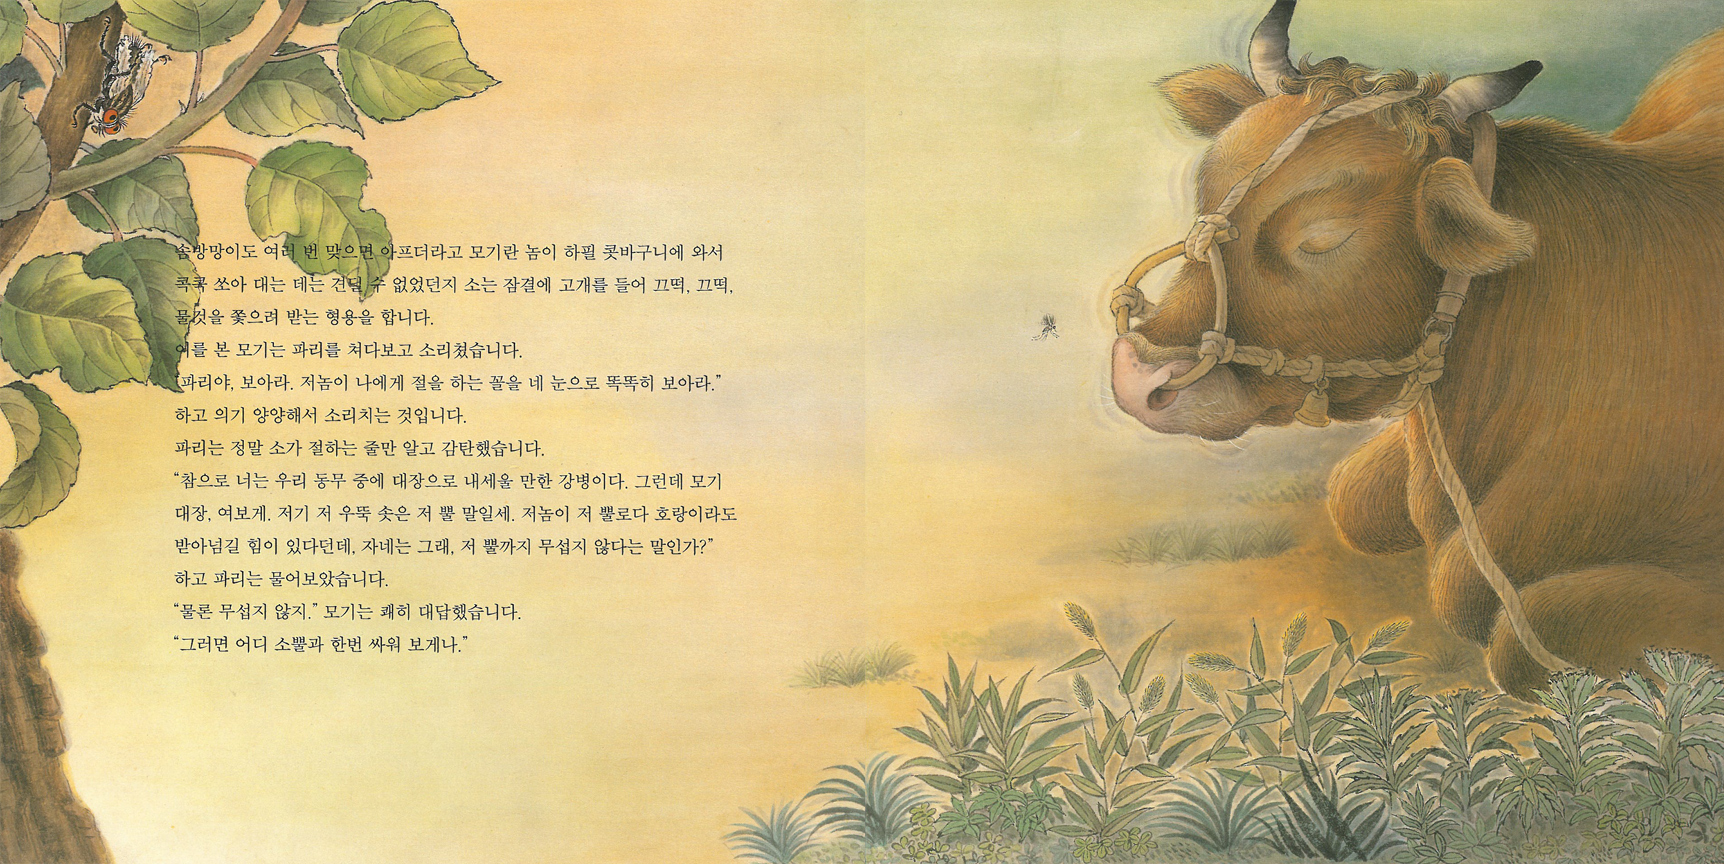 솜방망이도 여러 번 맞으면 아프더라고 모기란 놈이 하필 콧바구니에 와서
콕콕 쏘아 대는 데는 견딜 수 없었던지 소는 잠결에 고개를 들어 끄떡, 끄떡,
물것을 쫓으려 받는 형용을 합니다.
이를 본 모기는 파리를 쳐다보고 소리쳤습니다.
“파리야, 보아라. 저놈이 나에게 절을 하는 꼴을 네 눈으로 똑똑히 보아라.”
하고 의기 양양해서 소리치는 것입니다.
파리는 정말 소가 절하는 줄만 알고 감탄했습니다.
“참으로 너는 우리 동무 중에 대장으로 내세울 만한 강병이다. 그런데 모기
대장, 여보게. 저기 저 우뚝 솟은 저 뿔 말일세. 저놈이 저 뿔로다 호랑이라도
받아넘길 힘이 있다던데, 자네는 그래, 저 뿔까지 무섭지 않다는 말인가?”
하고 파리는 물어보았습니다.
“물론 무섭지 않지.” 모기는 쾌히 대답했습니다.
“그러면 어디 소뿔과 한번 싸워 보게나.”